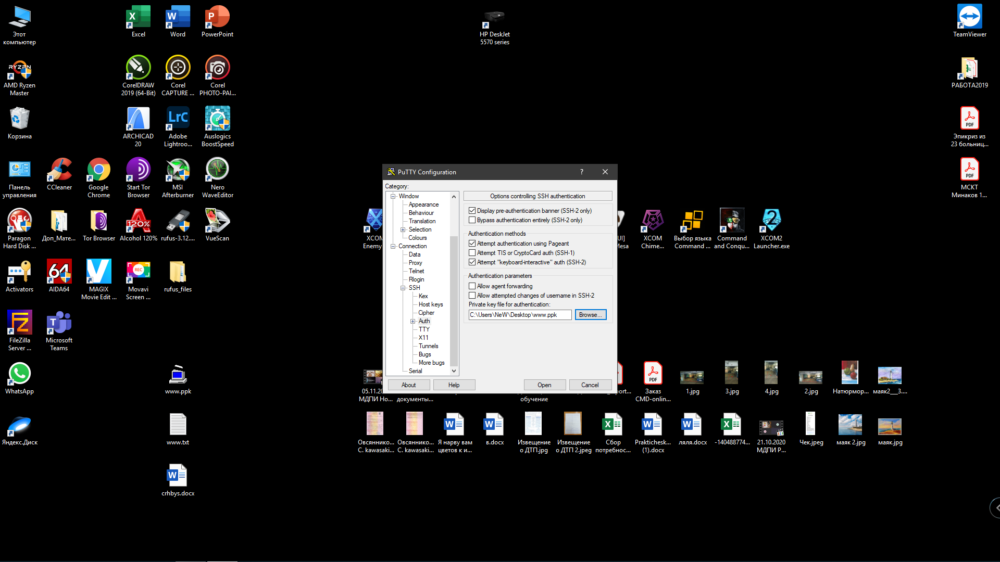 Этот
компьютер
Excel
Word
PowerPoint
HP DeskJet
5570 series
TeamViewer
AMD Ryzen
Master
CorelDRAW
2019 (64-Bit)
Corel
CAPTURE ...
Corel
PHOTO-PAI...
РАБОТА2019
Корзина
ARCHICAD
20
Adobe
Lightroo...
Auslogics
BoostSpeed
Эпикриз из
23 больниц...
Панель
управления
CCleaner
Google
Chrome
Start Tor
Browser
MSI
Afterburner
Nero
WaveEditor
МСКТ
Минаков 1...
Paragon
Hard Disk ...
Доп_Мате...
Tor Browser
Alcohol 120%
rufus-3.12....
VueScan
XCOM
Enemy
UI]
Mesa
XCOM
Chime...
Выбор языка
Command ...
Command
and Conqu...
XCOM2
Launcher.exe
Activators
AIDA64
MAGIX
Movie Edit ...
Movavi
Screen ...
rufus_files
FileZilla
Server ...
Microsoft
Teams
WhatsApp
www.ppk
Яндекс.Диск
www.txt
crhbys.docx
PuTTY Configuration
?
Category:
Window
Appearance
Behaviour
Translation
Selection
Colours
Connection
Data
Proxy
Telnet
Rlogin
SSH
Kex
Host keys
Cipher
Auth
TTY
X11
Tunnels
Bugs
More bugs
Serial
Options controlling SSH authentication
Display pre-authentication banner (SSH-2 only)
Bypass authentication entirely (SSH-2 only)
Authentication methods
Attempt authentication using Pageant
Attempt TIS or CryptoCard auth (SSH-1)
Attempt "keyboard-interactive" auth (SSH-2)
Authentication parameters
Allow agent forwarding
Allow attempted changes of username in SSH-2
Private key file for authentication:
C:\Users\NeW\Desktop\www.ppk
Browse...
About
Help
Open
Cancel
05.11.20
МДПИ Но...
документы...
обучение
port...
Заказ
CMD-onlin...
1.jpg
3.jpg
4.jpg
2.jpg
Натюрмор...
маяк2___3....
Овсяннико...
С. kawasaki...
Овсяннико...
С. kawasaki...
Я нарву вам
цветов к и...
в.docx
Извещение
о ДТП.jpg
Извещение
о ДТП 2.jpeg
Сбор
потребнос...
Praktichesk...
(1).docx
ляля.docx
-140488774...
21.10.2020
МДПИ Р...
Чек.jpeg
маяк 2.jpg
маяк.jpg